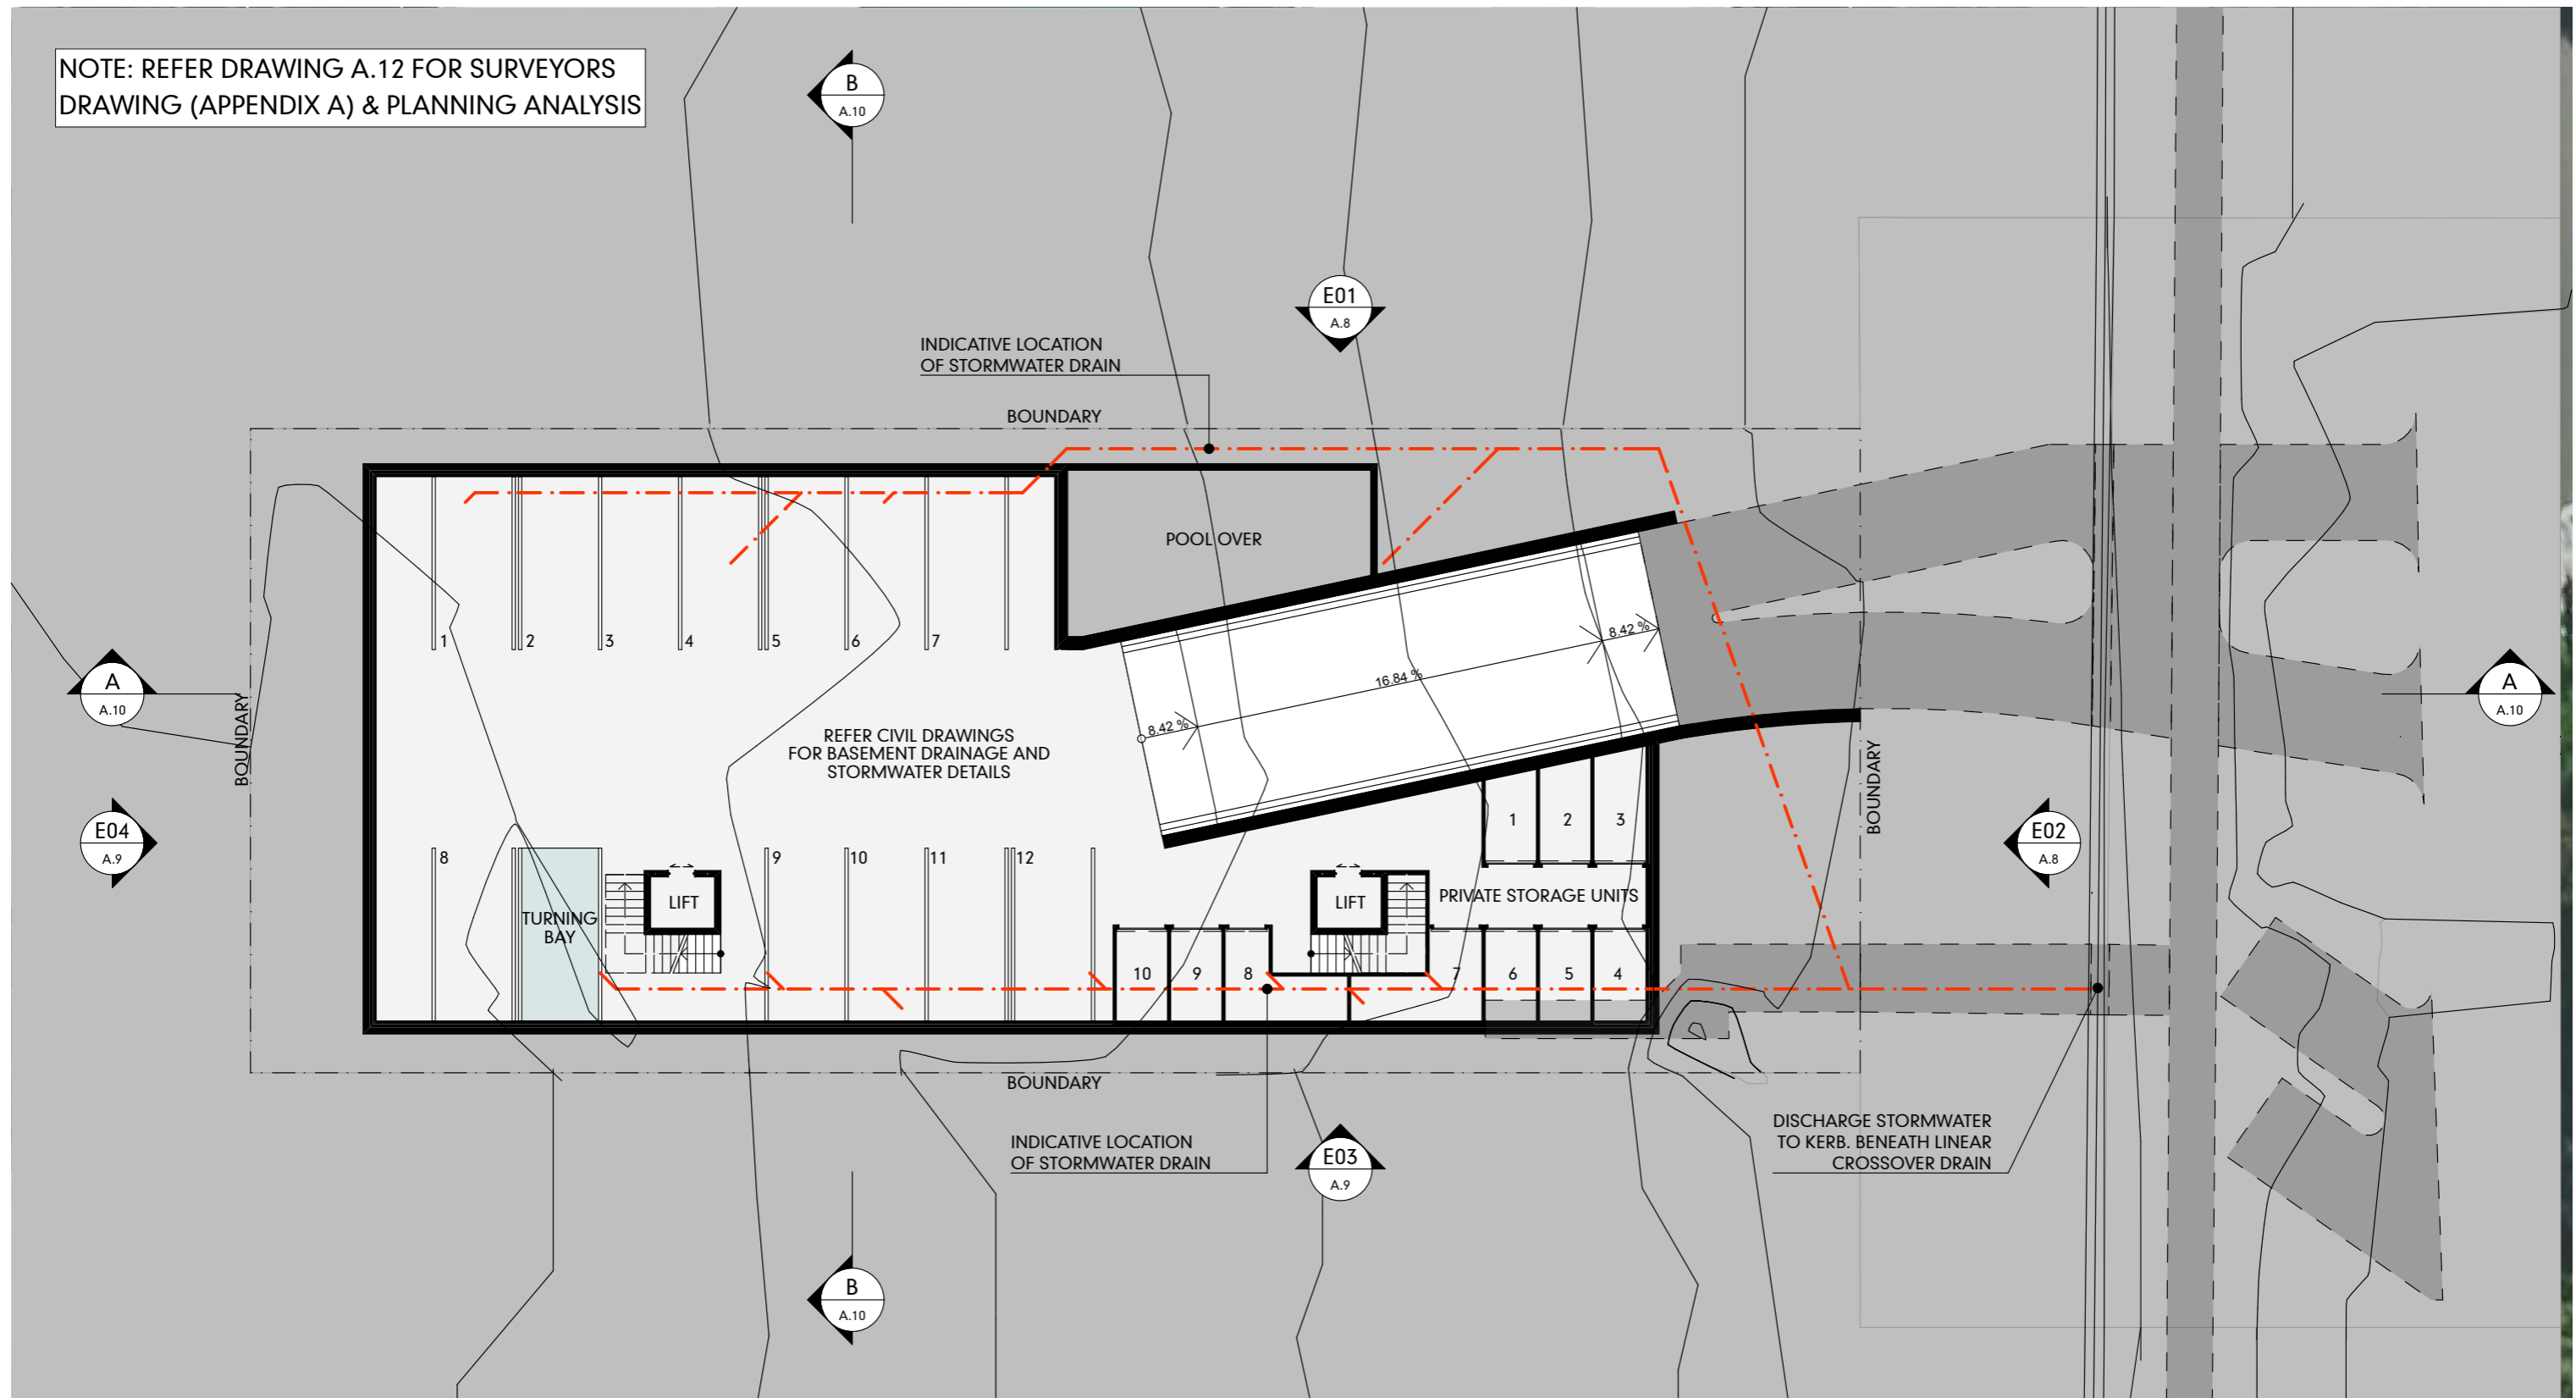 NOTE: REFER DRAWING A.12 FOR SURVEYORS
DRAWING (APPENDIX A) & PLANNING ANALYSIS
B
A.10
E01
A.8
INDICATIVE LOCATION
OF STORMWATER DRAIN
BOUNDARY
POOL OVER
1
2
3
4
5
6
7
8.42 %
16.84 %
8.42 %
A
A.10
A
A.10
BOUNDARY
REFER CIVIL DRAWINGS
FOR BASEMENT DRAINAGE AND
STORMWATER DETAILS
BOUNDARY
E04
A.9
E02
A.8
1
2
3
8
9
10
11
12
TURNING
BAY
LIFT
LIFT
PRIVATE STORAGE UNITS
10
9
8
7
6
5
4
BOUNDARY
INDICATIVE LOCATION
OF STORMWATER DRAIN
E03
A.9
DISCHARGE STORMWATER
TO KERB. BENEATH LINEAR
CROSSOVER DRAIN
B
A.10